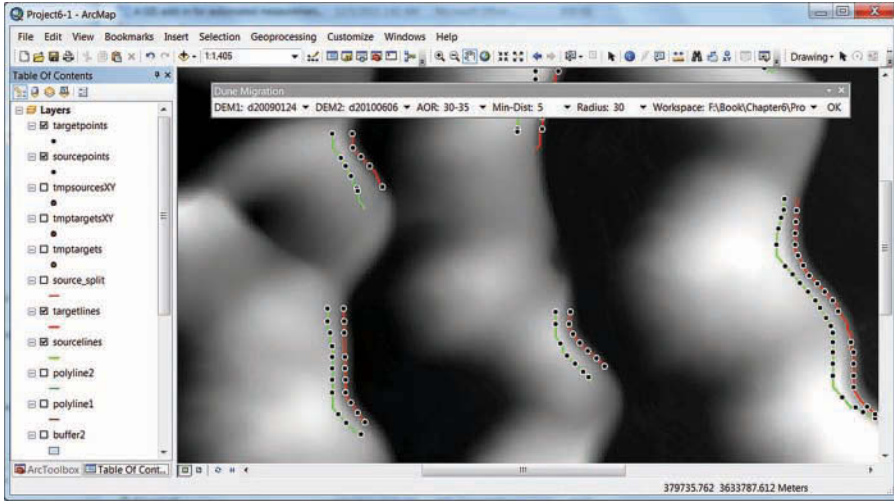 Project6-1 - ArcMap
File Edit View Bookmarks Insert Selection Geoprocessing Customize Windows Help
1:1,405
Drawing
Table Of Contents
Dune Migration
DEM1: d20090124 DEM2: d20100606 AOR: 30-35 Min-Dist: 5 Radius: 30 Workspace: F:\Book\Chapter6\Pro OK
Layers
targetpoints
sourcepoints
tmpsourcesXY
tmptargetsXY
tmptargets
source_split
targetlines
sourcelines
polyline2
polyline1
buffer2
ArcToolbox Table Of Cont...
379735.762 3633787.612 Meters